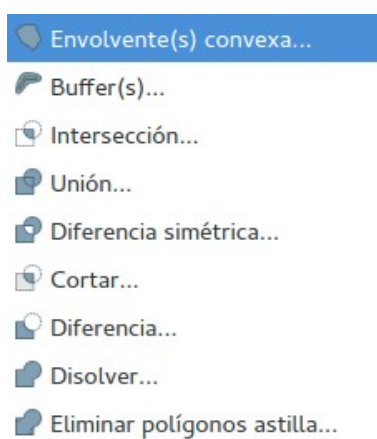 Envolvente(s) convexa...
Buffer(s)...
Intersección...
Unión...
Diferencia simétrica...
Cortar...
Diferencia...
Disolver...
Eliminar polígonos astilla...